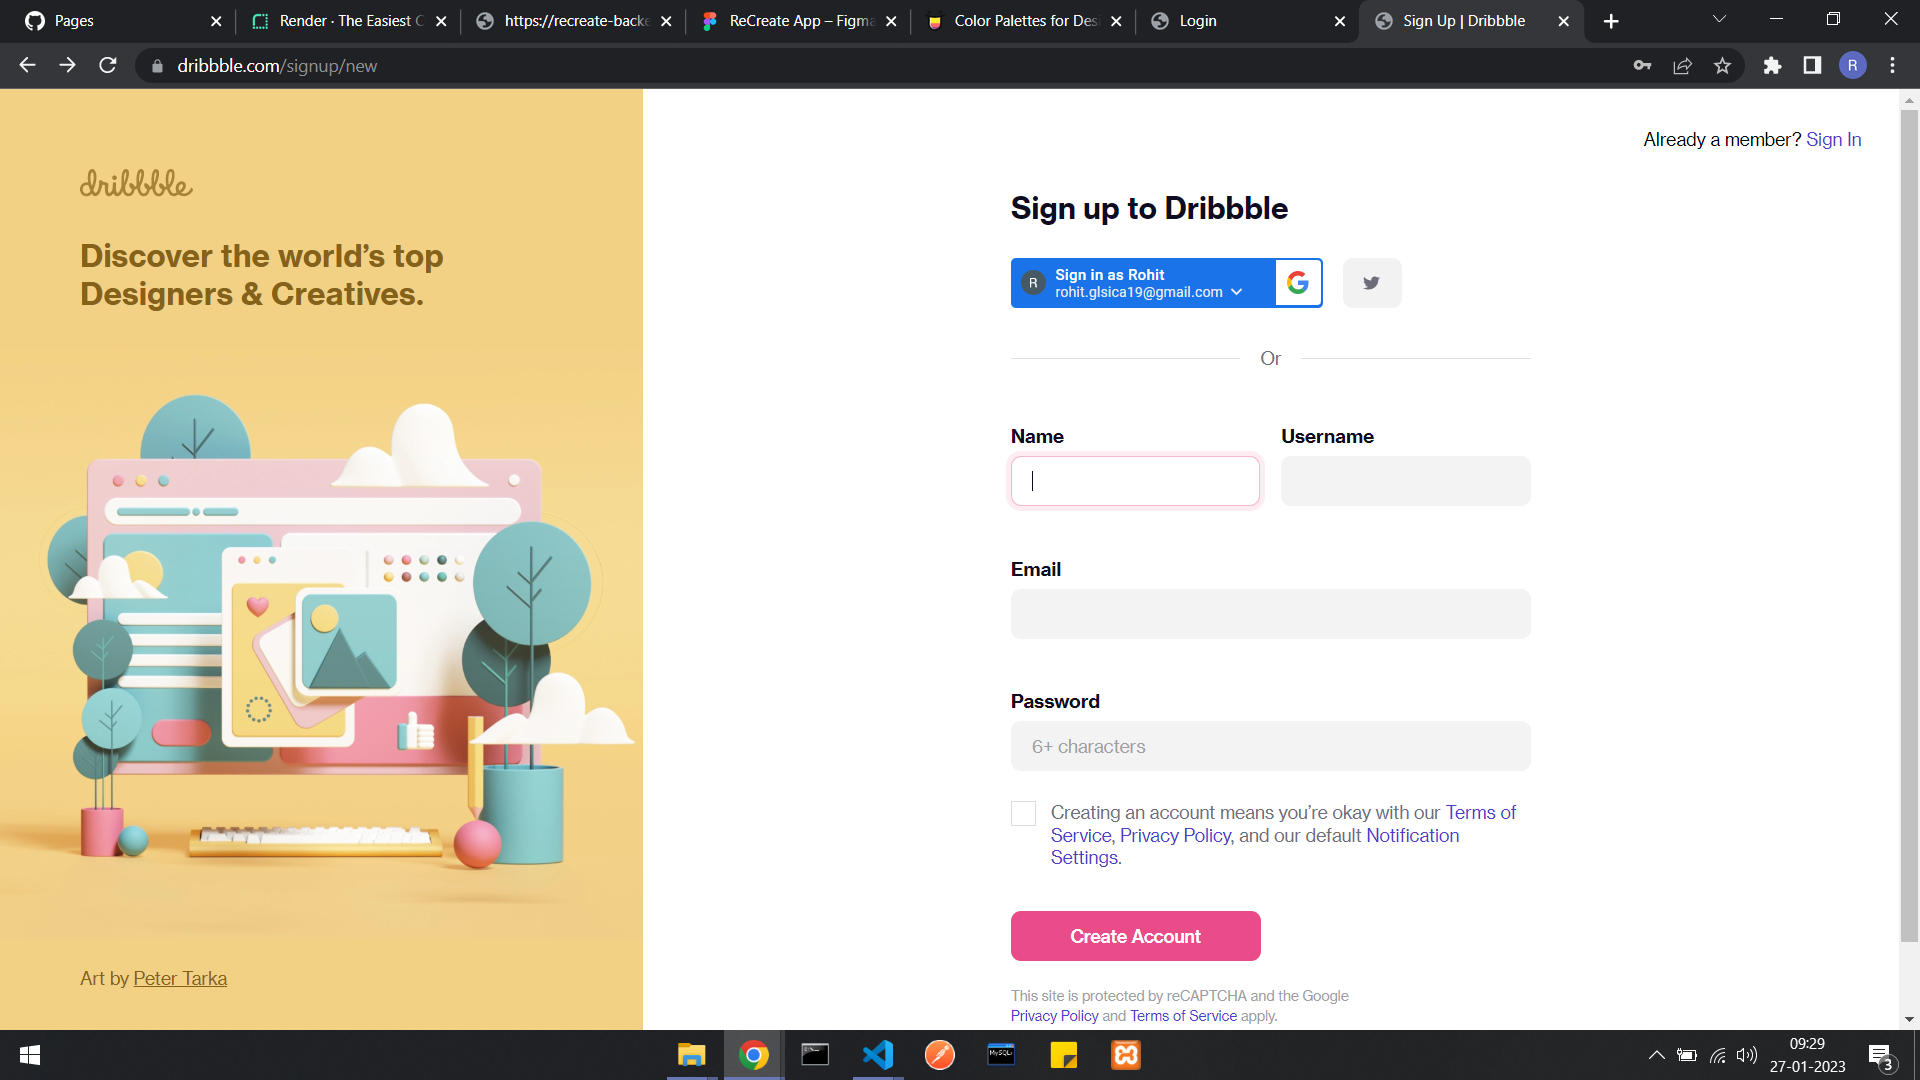 Pages
Render · The Easiest C
https://recreate-backe
ReCreate App – Figma
Color Palettes for Desi
Login
Sign Up | Dribbble
dribbble.com/signup/new
R
Already a member? Sign In
dribbble
Discover the world’s top
Designers & Creatives.
Art by Peter Tarka
Sign up to Dribbble
R
Sign in as Rohit
rohit.glsica19@gmail.com
Or
Name
Username
Email
Password
6+ characters
Creating an account means you’re okay with our Terms of
Service, Privacy Policy, and our default Notification
Settings.
Create Account
This site is protected by reCAPTCHA and the Google
Privacy Policy and Terms of Service apply.
MySQL
09:29
27-01-2023
3